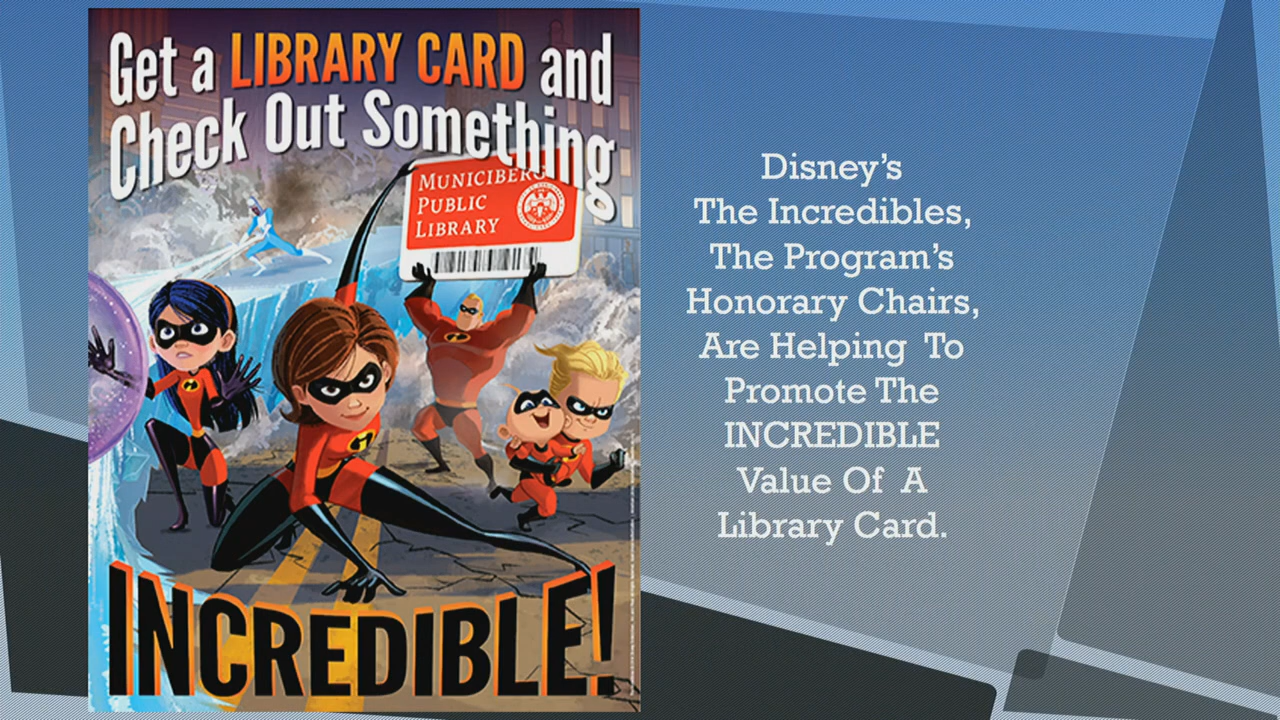 Get a LIBRARY CARD and
Check Out Something
MUNICIBERG
PUBLIC
LIBRARY
INCREDIBLE!
Disney's
The Incredibles,
The Program's
Honorary Chairs,
Are Helping To
Promote The
INCREDIBLE
Value Of A
Library Card.